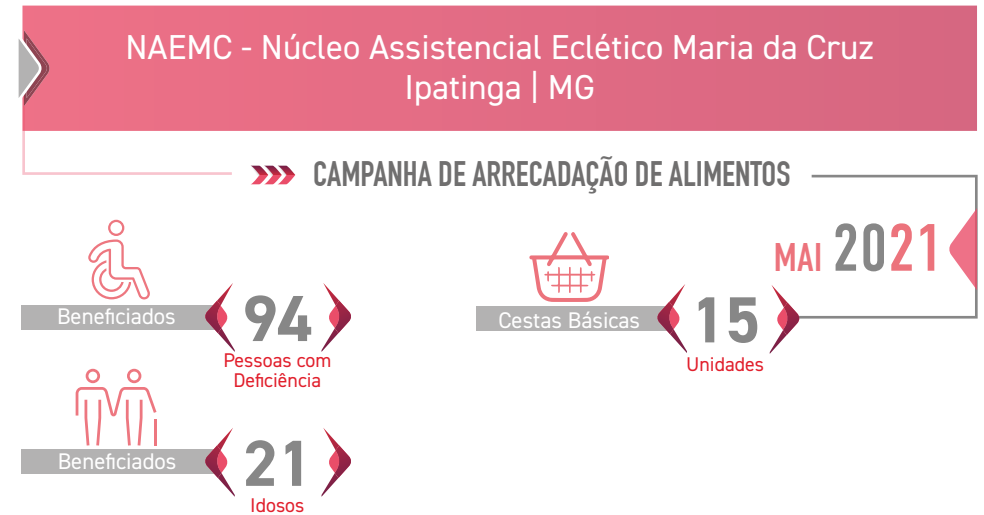 NAEMC - Núcleo Assistencial Eclético Maria da Cruz
Ipatinga | MG
CAMPANHA DE ARRECADAÇÃO DE ALIMENTOS
MAI 2021
Beneficiados
94
Pessoas com
Deficiência
Cestas Básicas
15
Unidades
Beneficiados
21
Idosos